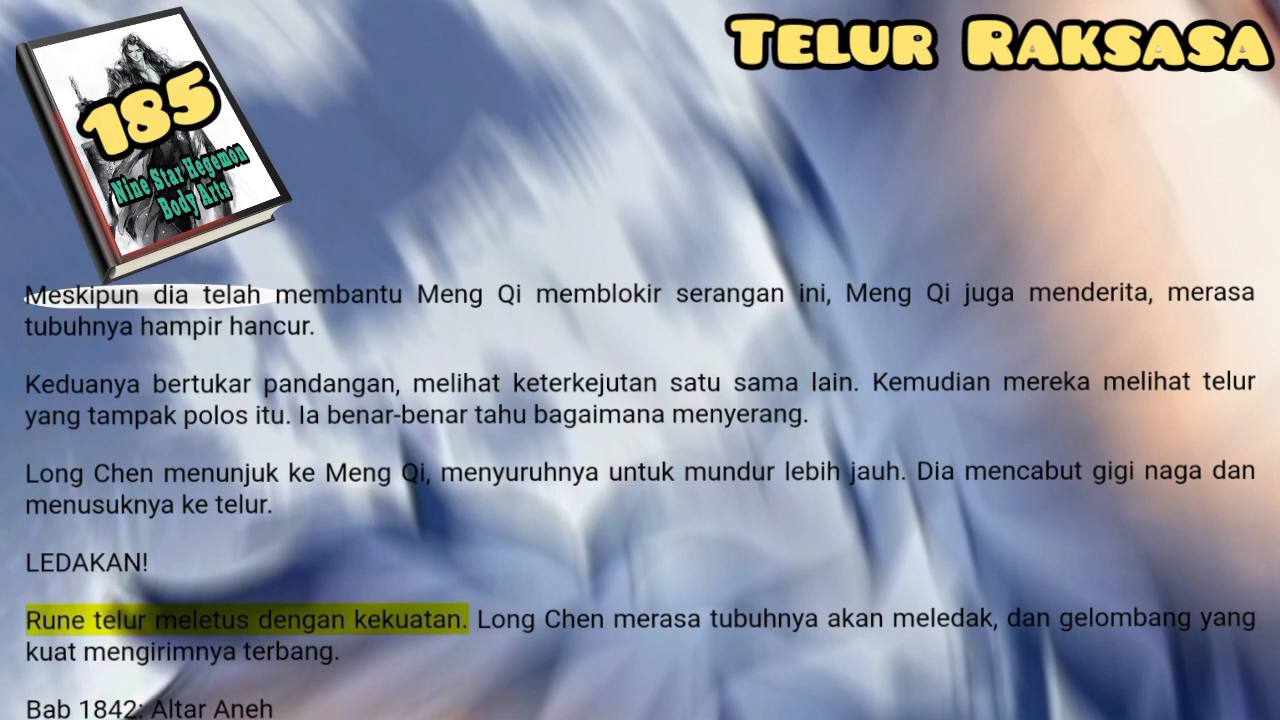 Telur Raksasa
185
Nine Star Hegemon
Body Arts
Meskipun dia telah membantu Meng Qi memblokir serangan ini, Meng Qi juga menderita, merasa
tubuhnya hampir hancur.
Keduanya bertukar pandangan, melihat keterkejutan satu sama lain. Kemudian mereka melihat telur
yang tampak polos itu. Ia benar-benar tahu bagaimana menyerang.
Long Chen menunjuk ke Meng Qi, menyuruhnya untuk mundur lebih jauh. Dia mencabut gigi naga dan
menusuknya ke telur.
LEDAKAN!
Rune telur meletus dengan kekuatan. Long Chen merasa tubuhnya akan meledak, dan gelombang yang
kuat mengirimnya terbang.
Bab 1842: Altar Aneh